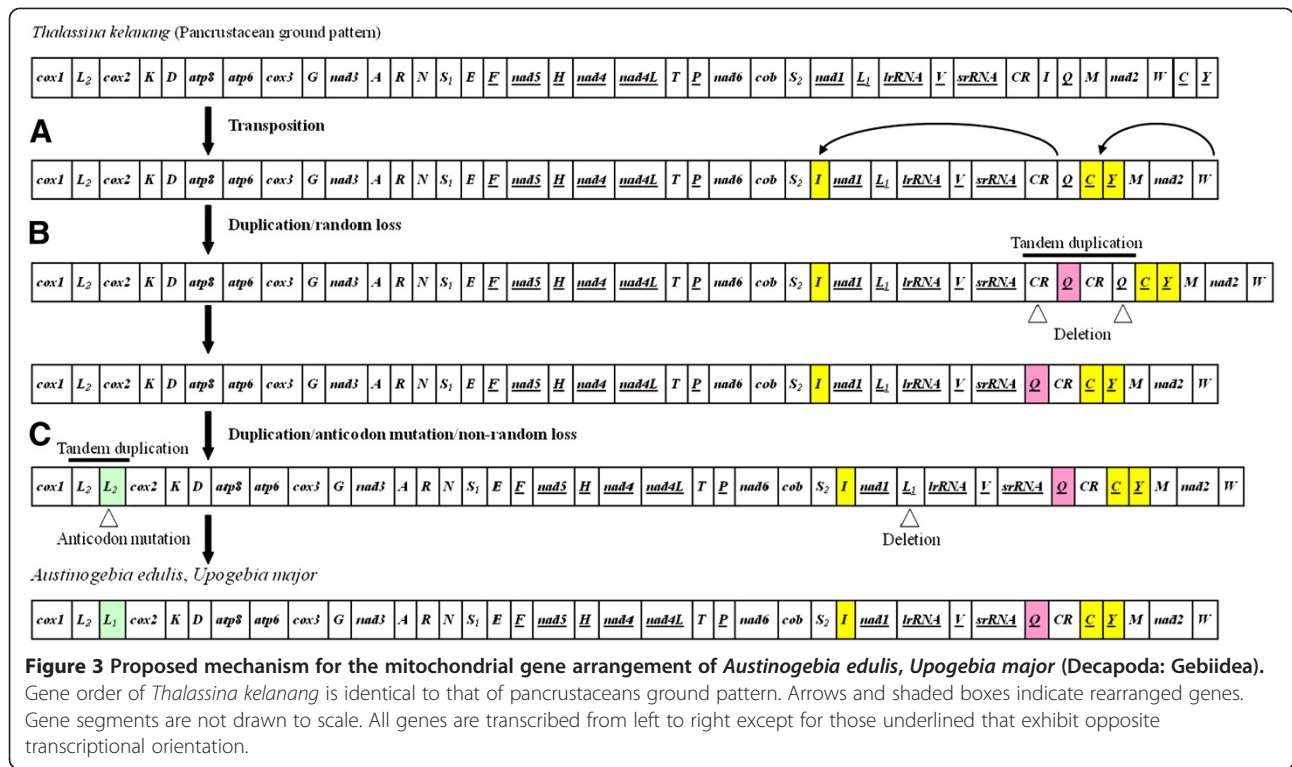 Thalassina kelanang (Pancrustacean ground pattern)
cox1 L2 cox2 K D atp8 atp6 cox3 G nad3 A R N S1 E F nad5 H nad4 nad4L T P nad6 cob S2 nad1 L1 lrRNA V srRNA CR I Q M nad2 W C Y
A
Transposition
cox1 L2 cox2 K D atp8 atp6 cox3 G nad3 A R N S1 E F nad5 H nad4 nad4L T P nad6 cob S2 I nad1 L1 lrRNA V srRNA CR Q C Y M nad2 W
B
Duplication/random loss
Tandem duplication
cox1 L2 cox2 K D atp8 atp6 cox3 G nad3 A R N S1 E F nad5 H nad4 nad4L T P nad6 cob S2 I nad1 L1 lrRNA V srRNA CR Q CR Q C Y M nad2 W
Deletion
cox1 L2 cox2 K D atp8 atp6 cox3 G nad3 A R N S1 E F nad5 H nad4 nad4L T P nad6 cob S2 I nad1 L1 lrRNA V srRNA Q CR C Y M nad2 W
C
Duplication/anticodon mutation/non-random loss
Tandem duplication
cox1 L2 L2 cox2 K D atp8 atp6 cox3 G nad3 A R N S1 E F nad5 H nad4 nad4L T P nad6 cob S2 I nad1 L1 lrRNA V srRNA Q CR C Y M nad2 W
Anticodon mutation
Deletion
Austinogebia edulis, Upogebia major
cox1 L2 L1 cox2 K D atp8 atp6 cox3 G nad3 A R N S1 E F nad5 H nad4 nad4L T P nad6 cob S2 I nad1 lrRNA V srRNA Q CR C Y M nad2 W
Figure 3 Proposed mechanism for the mitochondrial gene arrangement of Austinogebia edulis, Upogebia major (Decapoda: Gebiidea).
Gene order of Thalassina kelanang is identical to that of pancrustaceans ground pattern. Arrows and shaded boxes indicate rearranged genes.
Gene segments are not drawn to scale. All genes are transcribed from left to right except for those underlined that exhibit opposite
transcriptional orientation.